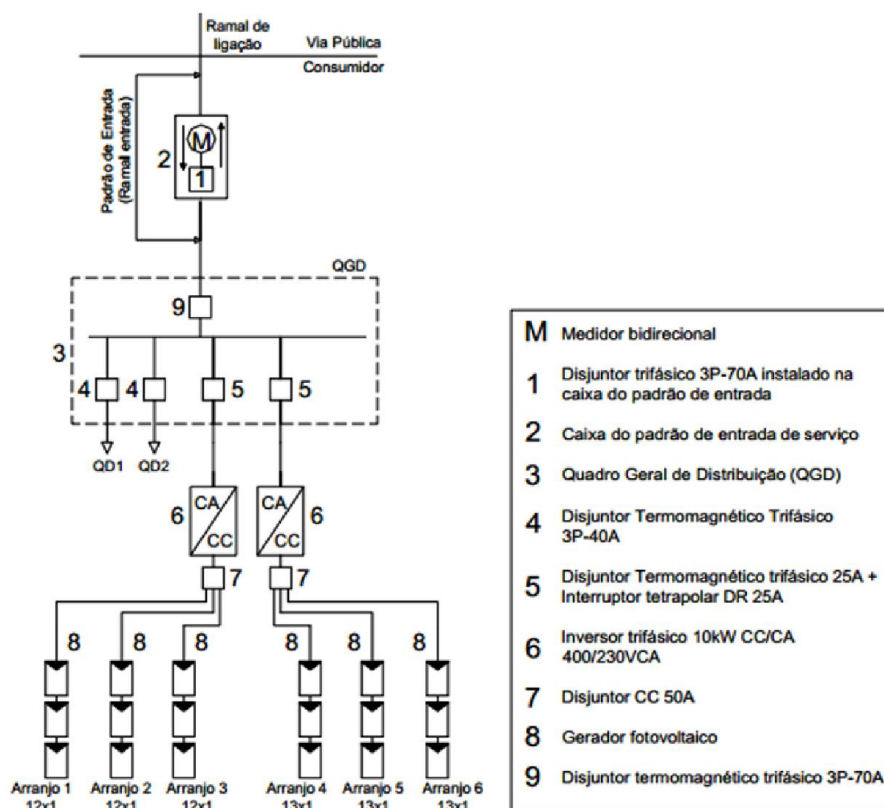 Ramal de
ligação
Via Pública
Consumidor
Padrão de Entrada
(Ramal entrada)
M
2
1
QGD
9
3
4
4
5
5
QD1
QD2
6
CA
CC
CA
CC
6
7
7
8
8
8
8
8
8
Arranjo 1
12x1
Arranjo 2
12x1
Arranjo 3
12x1
Arranjo 4
13x1
Arranjo 5
13x1
Arranjo 6
13x1
M Medidor bidirecional
1 Disjuntor trifásico 3P-70A instalado na
caixa do padrão de entrada
2 Caixa do padrão de entrada de serviço
3 Quadro Geral de Distribuição (QGD)
4 Disjuntor Termomagnético Trifásico
3P-40A
5 Disjuntor Termomagnético trifásico 25A +
Interruptor tetrapolar DR 25A
6 Inversor trifásico 10kW CC/CA
400/230VCA
7 Disjuntor CC 50A
8 Gerador fotovoltaico
9 Disjuntor termomagnético trifásico 3P-70A